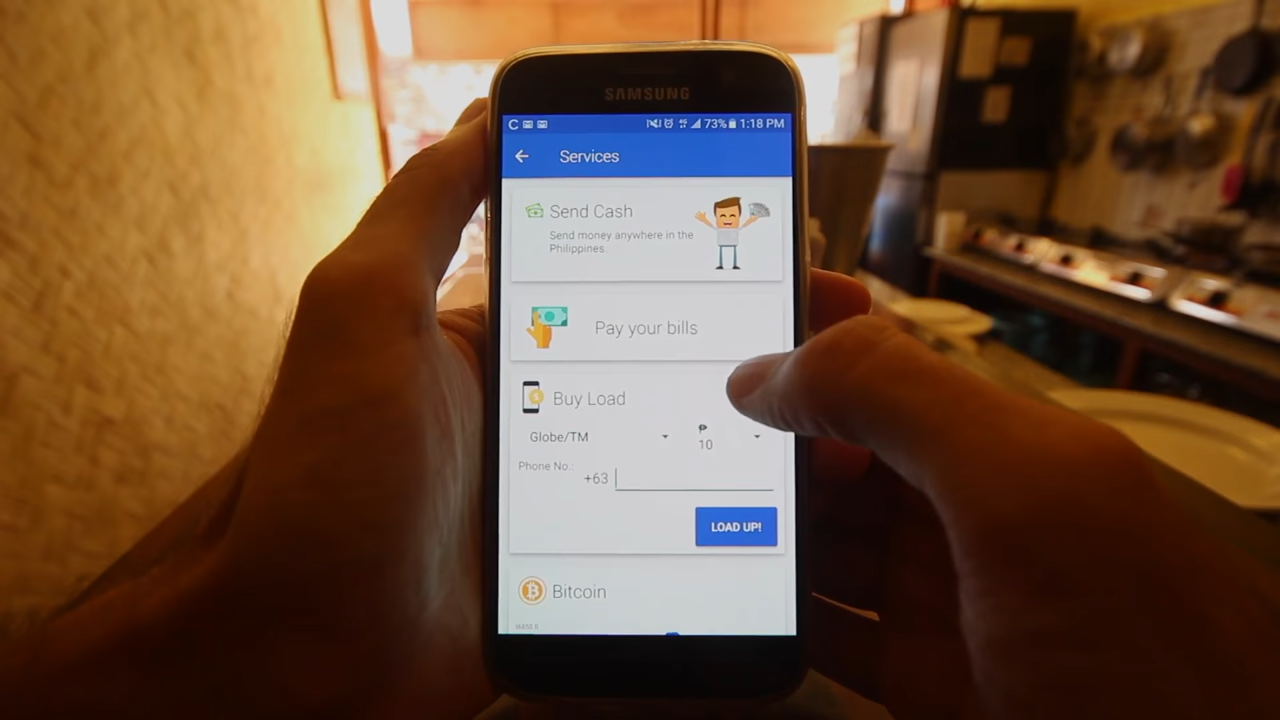 SAMSUNG
73% 1:18 PM
Services
Send Cash
Send money anywhere in the
Philippines.
Pay your bills
Buy Load
Globe/TM
₱
10
Phone No.:
+63
LOAD UP!
Bitcoin